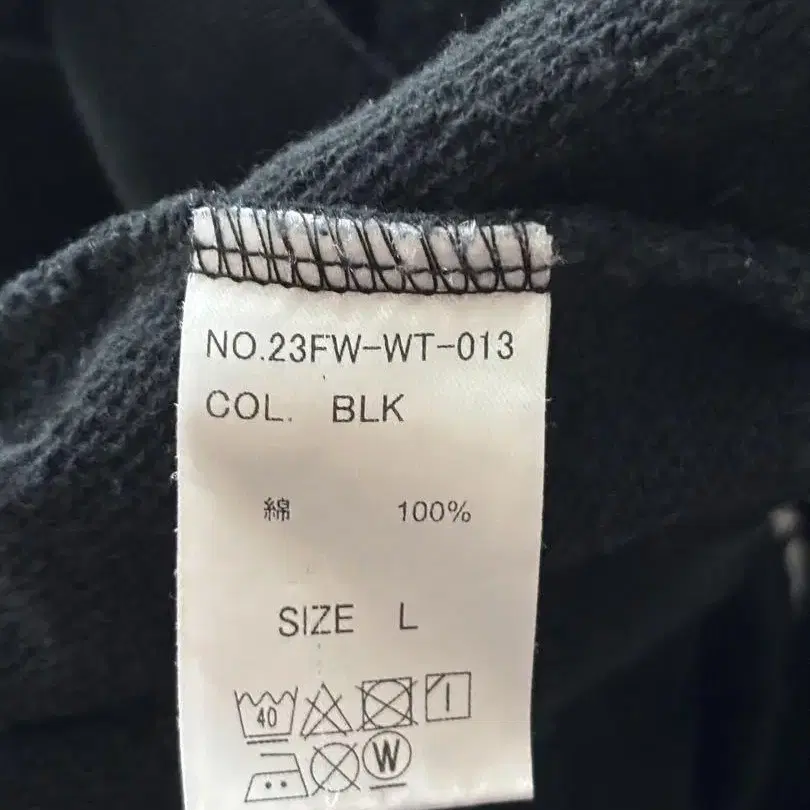 NO.23FW-WT-013
COL. BLK
綿 100%
SIZE L
40
W